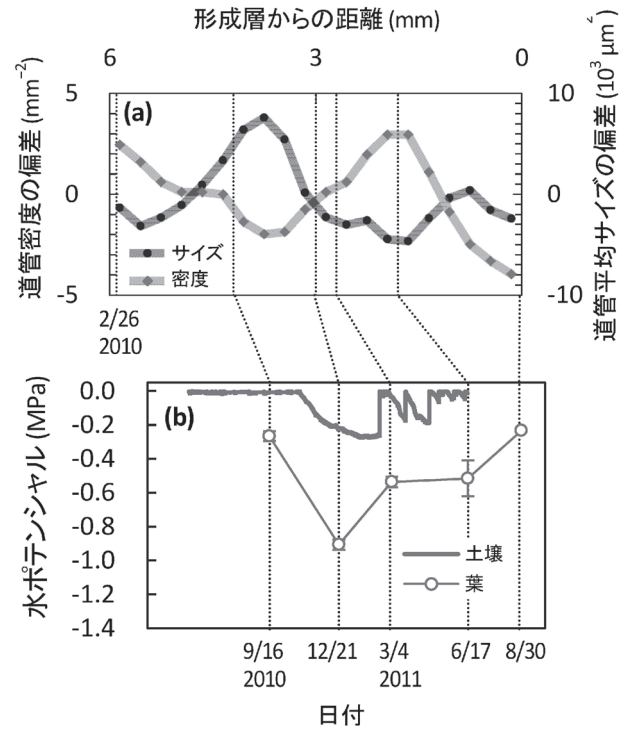 形成層からの距離 (mm)
6 3 0
道管密度の偏差 (mm⁻²)
5
0
-5
(a)
サイズ
密度
10
0
-10
道管平均サイズの偏差 (10³ μm²)
2/26
2010
水ポテンシャル (MPa)
0.0
-0.2
-0.4
-0.6
-0.8
-1.0
-1.2
-1.4
(b)
土壌
葉
9/16 12/21 3/4 6/17 8/30
2010 2011
日付